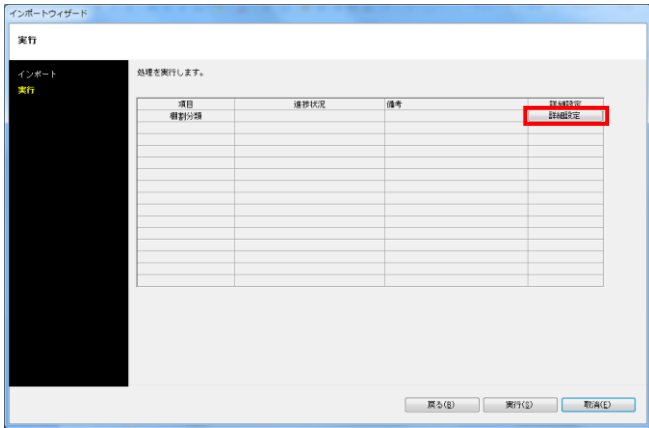 インポートウィザード
実行
インポート
実行
処理を実行します。
項目 進捗状況 備考 詳細設定
棚割分類 詳細設定
戻る(B) 実行(S) 取消(E)